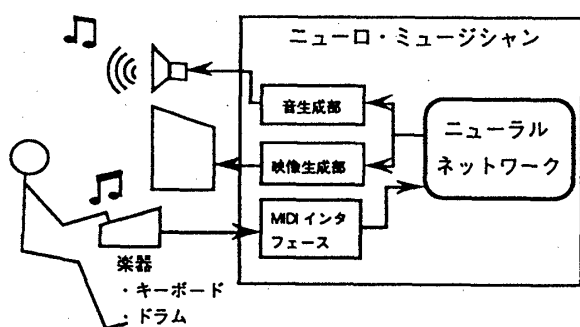 ニューロ・ミュージシャン
音生成部
ニューラル
ネットワーク
映像生成部
MIDIインタ
フェース
楽器
・キーボード
・ドラム